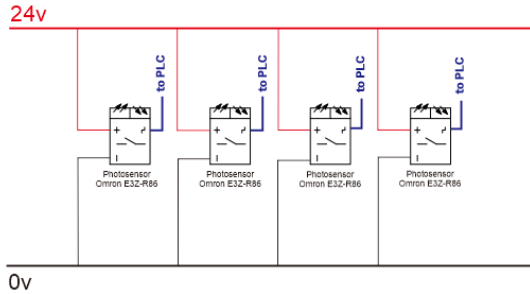 24v
to PLC
to PLC
to PLC
to PLC
+
+
+
+
Photosensor
Omron E3Z-R86
Photosensor
Omron E3Z-R86
Photosensor
Omron E3Z-R86
Photosensor
Omron E3Z-R86
0v